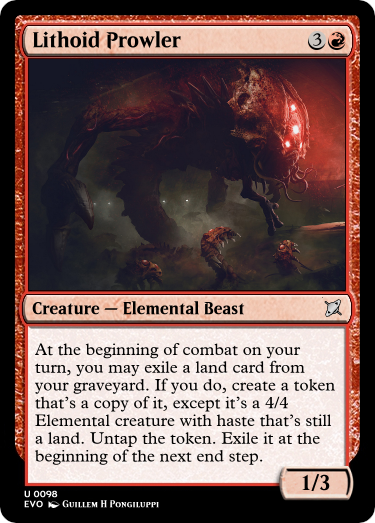 Lithoid Prowler 3
Creature — Elemental Beast
At the beginning of combat on your
turn, you may exile a land card from
your graveyard. If you do, create a token
that's a copy of it, except it's a 4/4
Elemental creature with haste that's still
a land. Untap the token. Exile it at the
beginning of the next end step.
1/3
U 0098
EVO Guillem H Pongiluppi